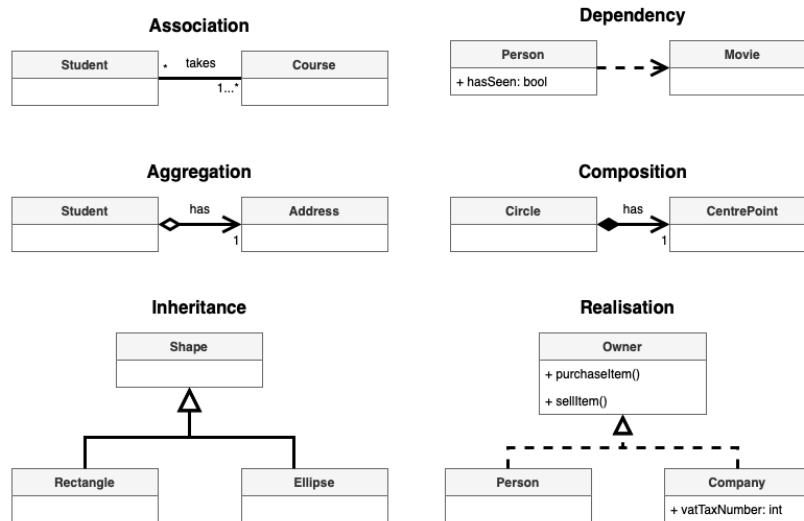 Association
Dependency
Student
*
takes
1...*
Course
Person
+ hasSeen: bool
Movie
Aggregation
Composition
Student
has
1
Address
Circle
has
1
CentrePoint
Inheritance
Realisation
Shape
Owner
+ purchaseItem()
+ sellItem()
Rectangle
Ellipse
Person
Company
+ vatTaxNumber: int